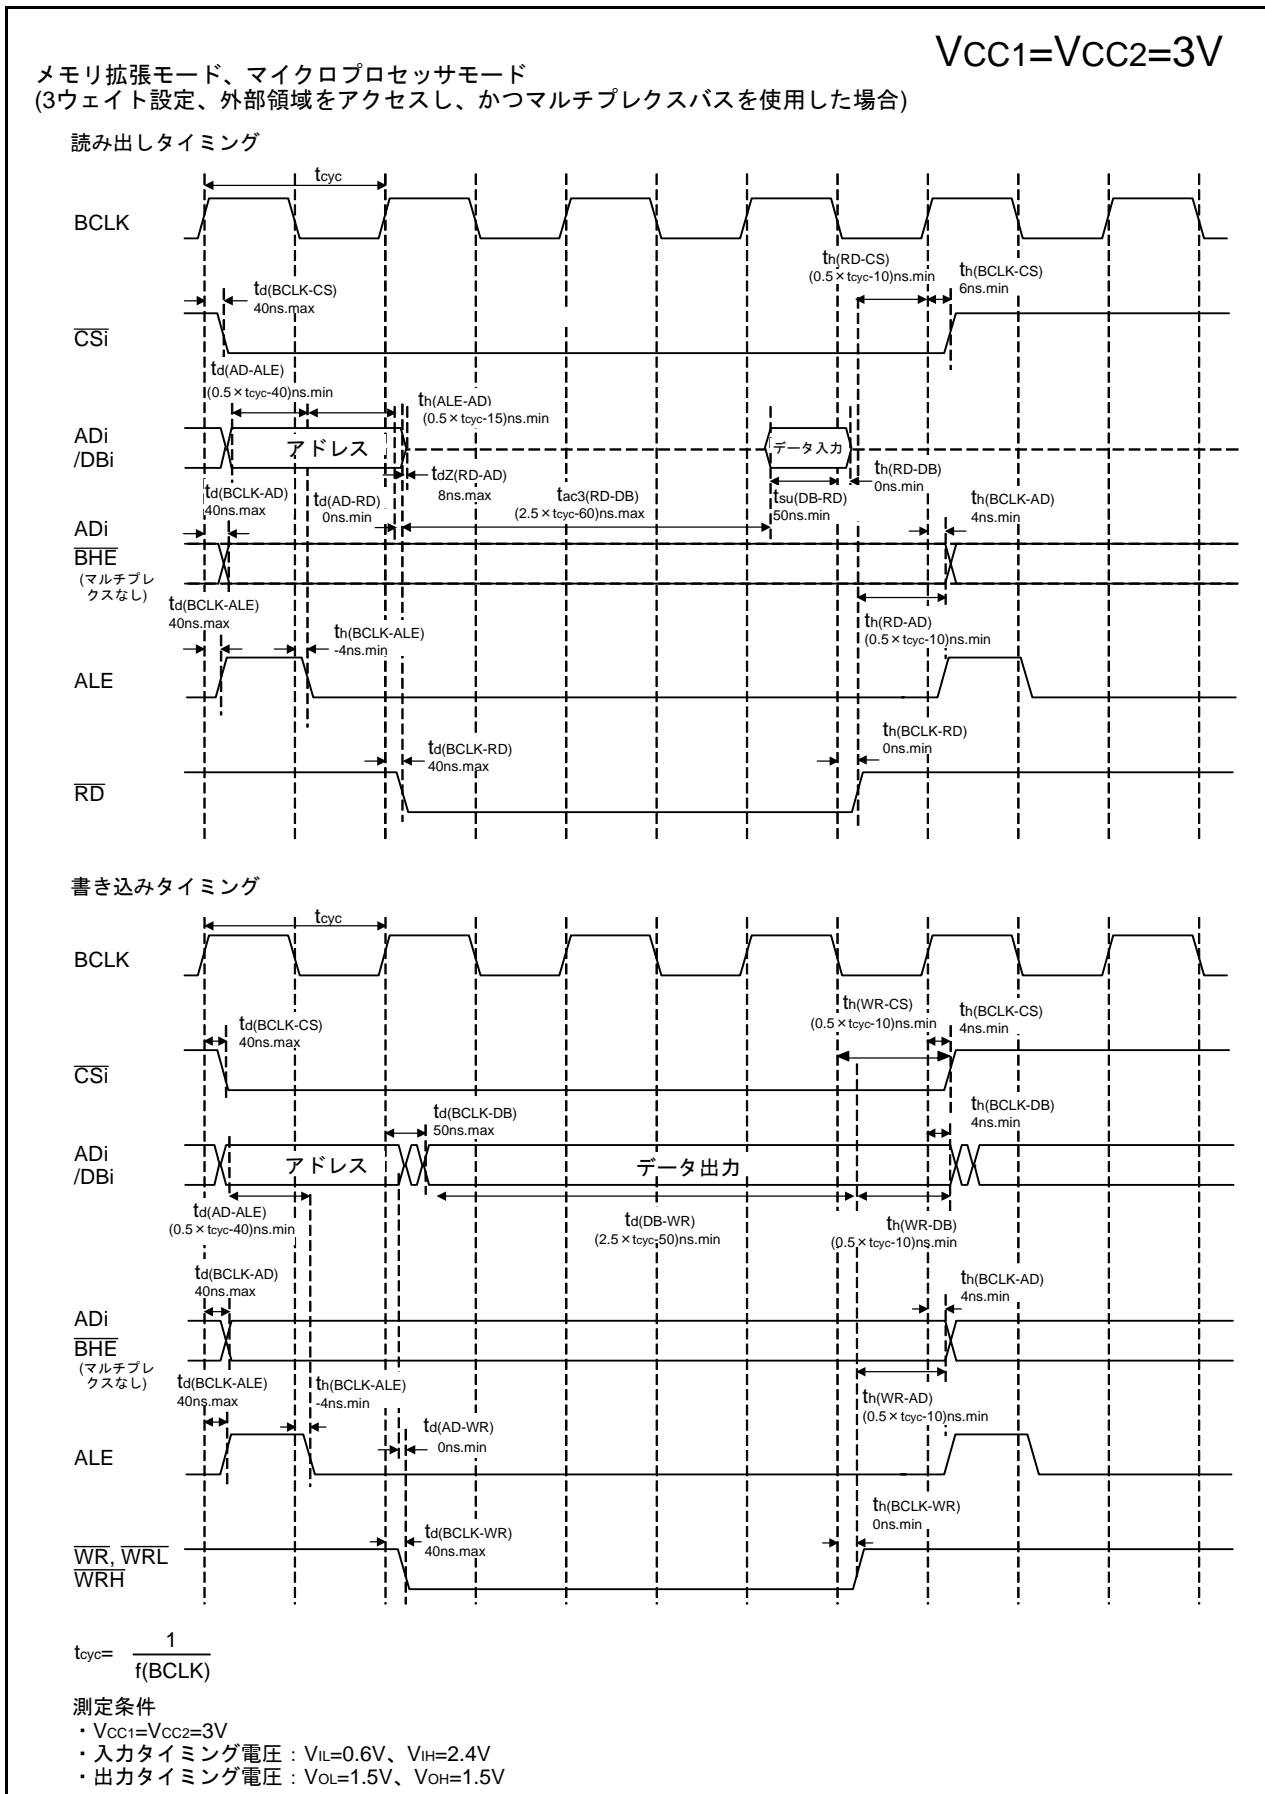 VCC1=VCC2=3V
メモリ拡張モード、マイクロプロセッサモード
(3ウェイト設定、外部領域をアクセスし、かつマルチプレクスバスを使用した場合)
読み出しタイミング
tcyc
BCLK
th(RD-CS)
(0.5×tcyc-10)ns.min
th(BCLK-CS)
6ns.min
td(BCLK-CS)
40ns.max
CSi
td(AD-ALE)
(0.5×tcyc-40)ns.min
th(ALE-AD)
(0.5×tcyc-15)ns.min
ADi
/DBi
アドレス
データ入力
tdZ(RD-AD)
8ns.max
th(RD-DB)
0ns.min
td(BCLK-AD)
40ns.max
td(AD-RD)
0ns.min
tac3(RD-DB)
(2.5×tcyc-60)ns.max
tsu(DB-RD)
50ns.min
th(BCLK-AD)
4ns.min
ADi
BHE
(マルチプレ
クスなし)
td(BCLK-ALE)
40ns.max
th(BCLK-ALE)
-4ns.min
th(RD-AD)
(0.5×tcyc-10)ns.min
ALE
td(BCLK-RD)
40ns.max
th(BCLK-RD)
0ns.min
RD
書き込みタイミング
tcyc
BCLK
th(WR-CS)
(0.5×tcyc-10)ns.min
th(BCLK-CS)
4ns.min
td(BCLK-CS)
40ns.max
CSi
td(BCLK-DB)
50ns.max
th(BCLK-DB)
4ns.min
ADi
/DBi
アドレス
データ出力
td(AD-ALE)
(0.5×tcyc-40)ns.min
td(DB-WR)
(2.5×tcyc-50)ns.min
th(WR-DB)
(0.5×tcyc-10)ns.min
td(BCLK-AD)
40ns.max
th(BCLK-AD)
4ns.min
ADi
BHE
(マルチプレ
クスなし)
td(BCLK-ALE)
40ns.max
th(BCLK-ALE)
-4ns.min
td(AD-WR)
0ns.min
th(WR-AD)
(0.5×tcyc-10)ns.min
ALE
td(BCLK-WR)
40ns.max
th(BCLK-WR)
0ns.min
WR, WRL
WRH
tcyc= 1
f(BCLK)
測定条件
・VCC1=VCC2=3V
・入力タイミング電圧：VIL=0.6V、VIH=2.4V
・出力タイミング電圧：VOL=1.5V、VOH=1.5V